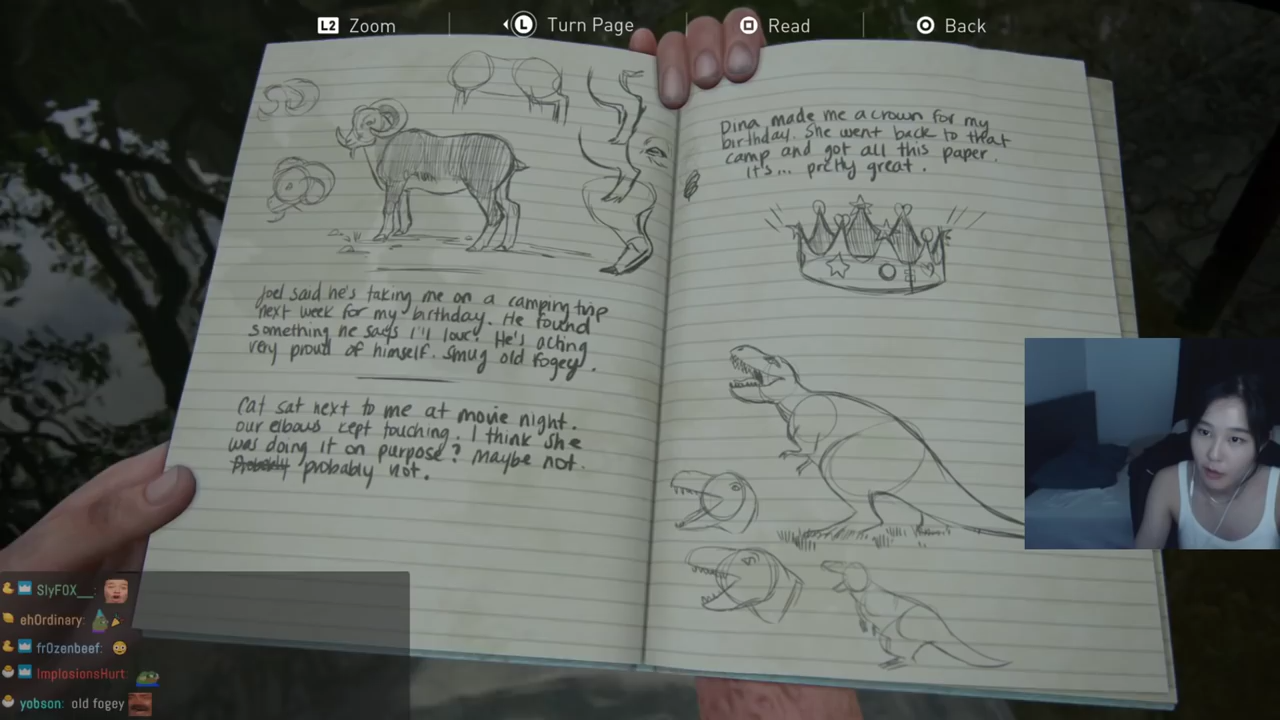 L2 Zoom
L Turn Page
Read
Back
Joel said he's taking me on a camping trip
next week for my birthday. He found
something he says I'll love. He's acting
very proud of himself. Smug old fogey.
Cat sat next to me at movie night.
our elbows kept touching. I think she
was doing it on purpose? Maybe not.
Probably probably not.
Dina made me a crown for my
birthday. She went back to that
camp and got all this paper.
It's... pretty great.
SlyF0X__:
eh0rdinary:
fr0zenbeef:
ImplosionsHurt:
yobson: old fogey